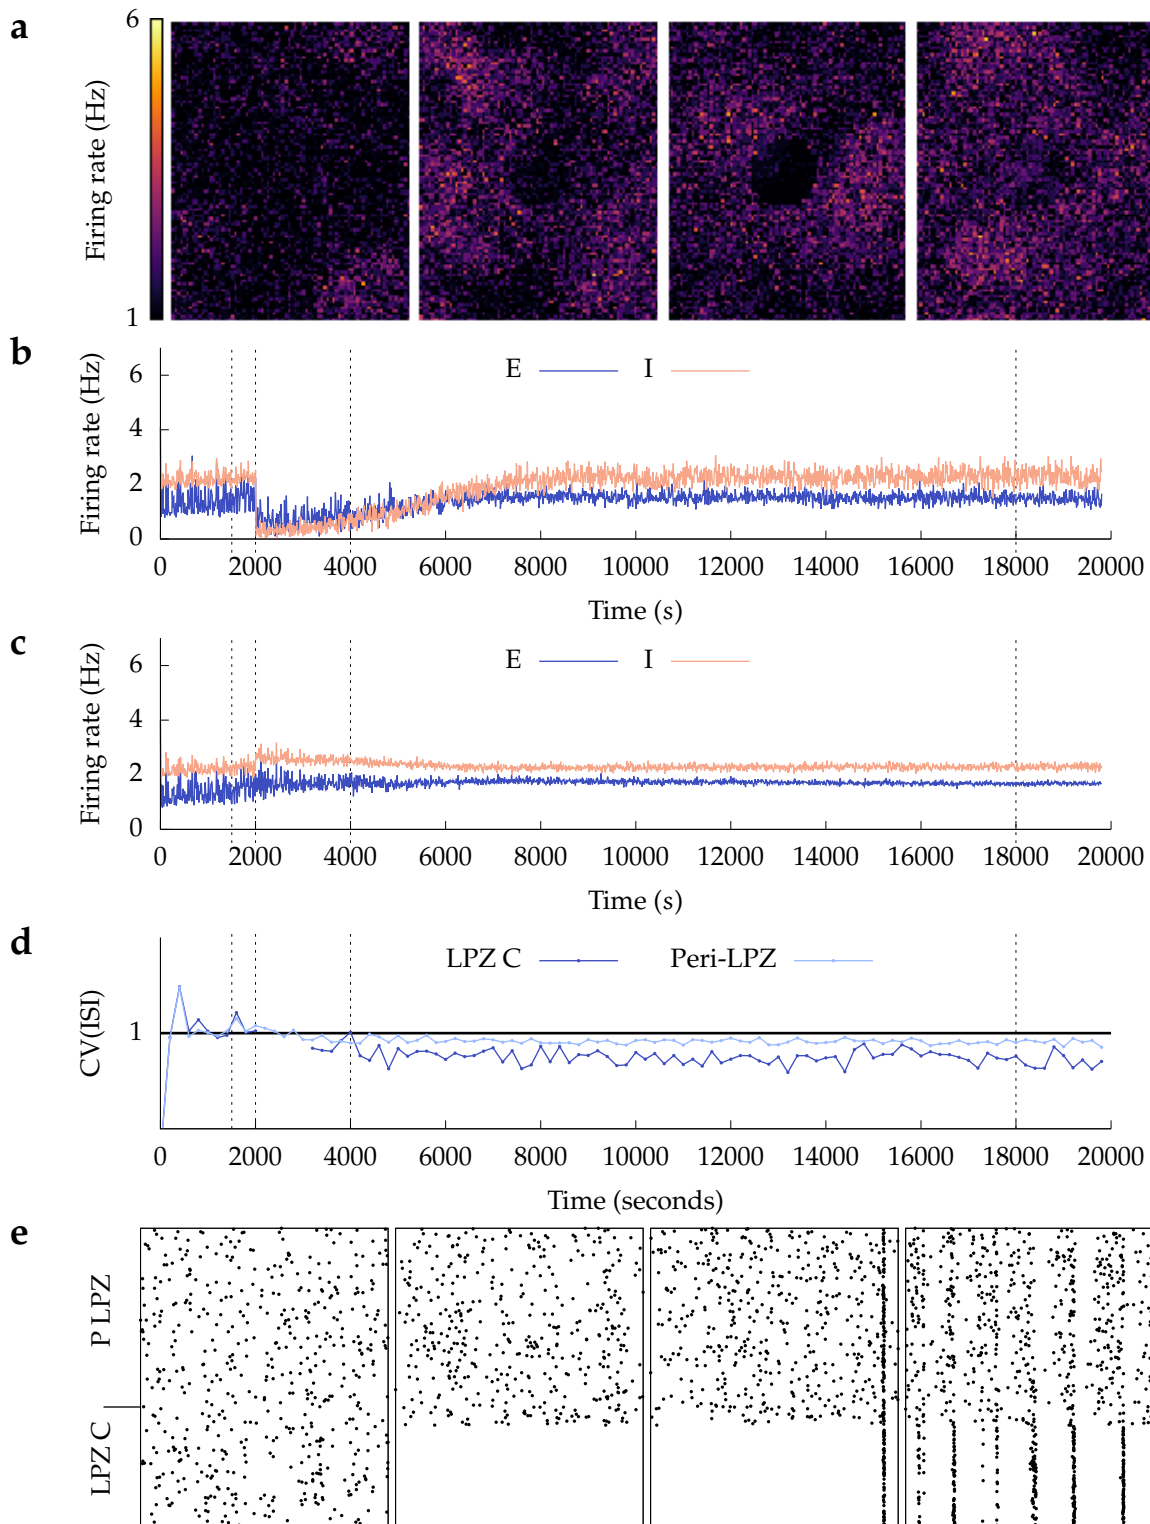 a
6
Firing rate (Hz)
1
b
E I
6
4
2
0
Firing rate (Hz)
0 2000 4000 6000 8000 10000 12000 14000 16000 18000 20000
Time (s)
c
E I
6
4
2
0
Firing rate (Hz)
0 2000 4000 6000 8000 10000 12000 14000 16000 18000 20000
Time (s)
d
LPZ C Peri-LPZ
CV(ISI)
1
0 2000 4000 6000 8000 10000 12000 14000 16000 18000 20000
Time (seconds)
e
P LPZ
LPZ C